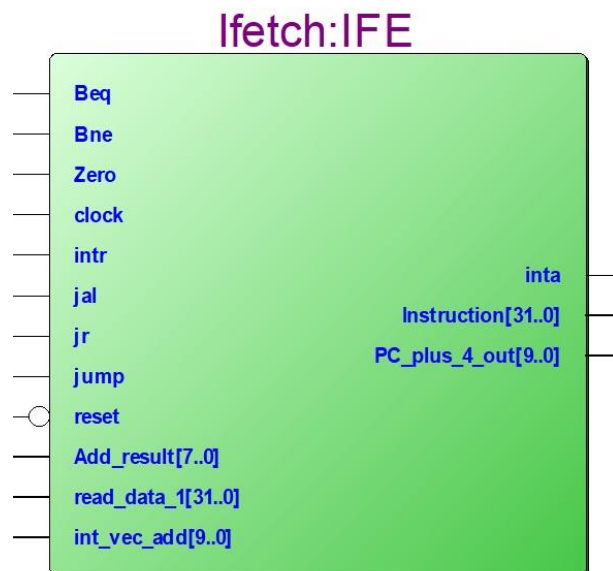 Ifetch:IFE
Beq
Bne
Zero
clock
intr
jal
jr
jump
reset
Add_result[7..0]
read_data_1[31..0]
int_vec_add[9..0]
inta
Instruction[31..0]
PC_plus_4_out[9..0]